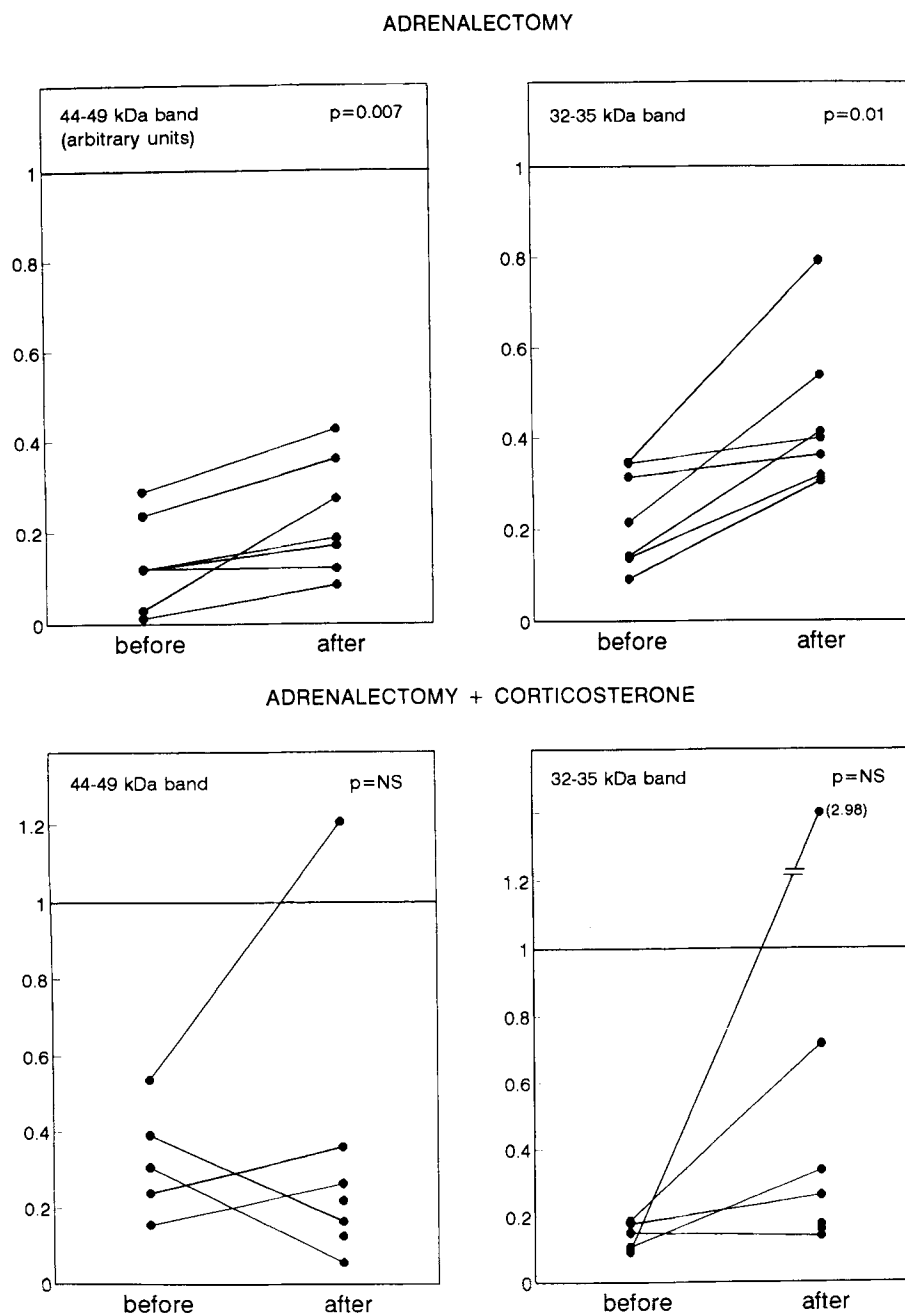 ADRENALECTOMY
44-49 kDa band
(arbitrary units)
p=0.007
1
0.8
0.6
0.4
0.2
0
before
after
32-35 kDa band
p=0.01
1
0.8
0.6
0.4
0.2
0
before
after
ADRENALECTOMY + CORTICOSTERONE
44-49 kDa band
p=NS
1.2
1
0.8
0.6
0.4
0.2
0
before
after
32-35 kDa band
p=NS
(2.98)
1.2
1
0.8
0.6
0.4
0.2
0
before
after